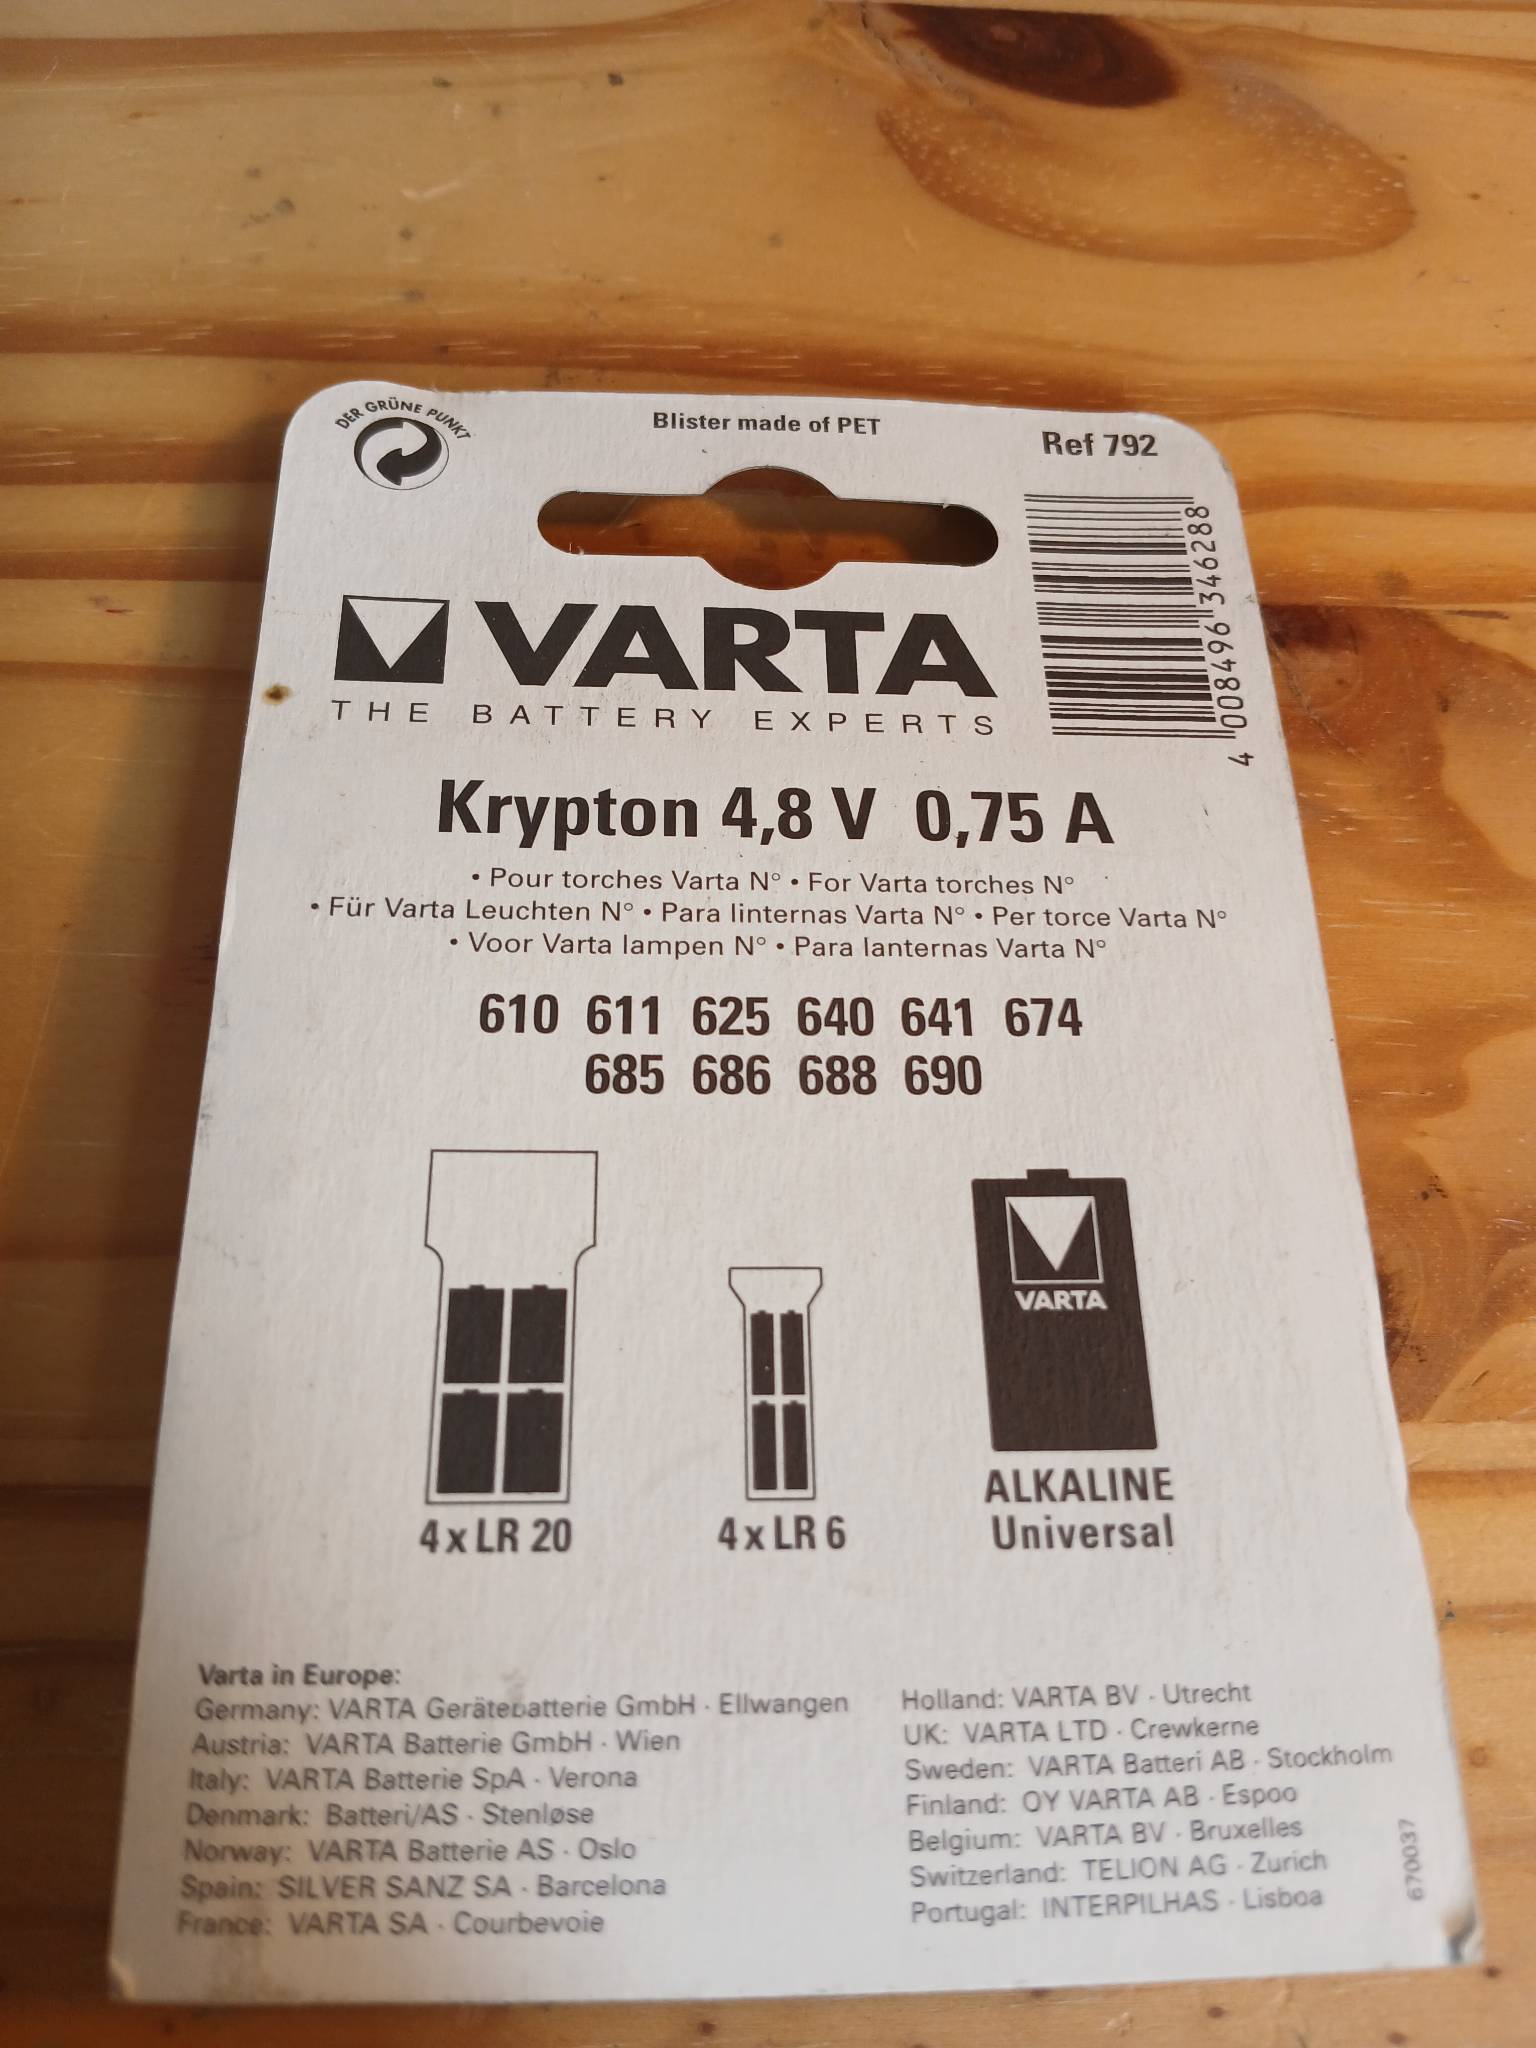 DER GRÜNE PUNKT
Blister made of PET
Ref 792
4 008496 346288
VARTA
THE BATTERY EXPERTS
Krypton 4,8 V 0,75 A
• Pour torches Varta N° • For Varta torches N°
• Für Varta Leuchten N° • Para linternas Varta N° • Per torce Varta N°
• Voor Varta lampen N° • Para lanternas Varta N°
610 611 625 640 641 674
685 686 688 690
VARTA
4 x LR 20
4 x LR 6
ALKALINE
Universal
Varta in Europe:
Germany: VARTA Gerätebatterie GmbH · Ellwangen
Austria: VARTA Batterie GmbH · Wien
Italy: VARTA Batterie SpA · Verona
Denmark: Batteri/AS · Stenløse
Norway: VARTA Batterie AS · Oslo
Spain: SILVER SANZ SA · Barcelona
France: VARTA SA · Courbevoie
Holland: VARTA BV · Utrecht
UK: VARTA LTD · Crewkerne
Sweden: VARTA Batteri AB · Stockholm
Finland: OY VARTA AB · Espoo
Belgium: VARTA BV · Bruxelles
Switzerland: TELION AG · Zurich
Portugal: INTERPILHAS · Lisboa
670037